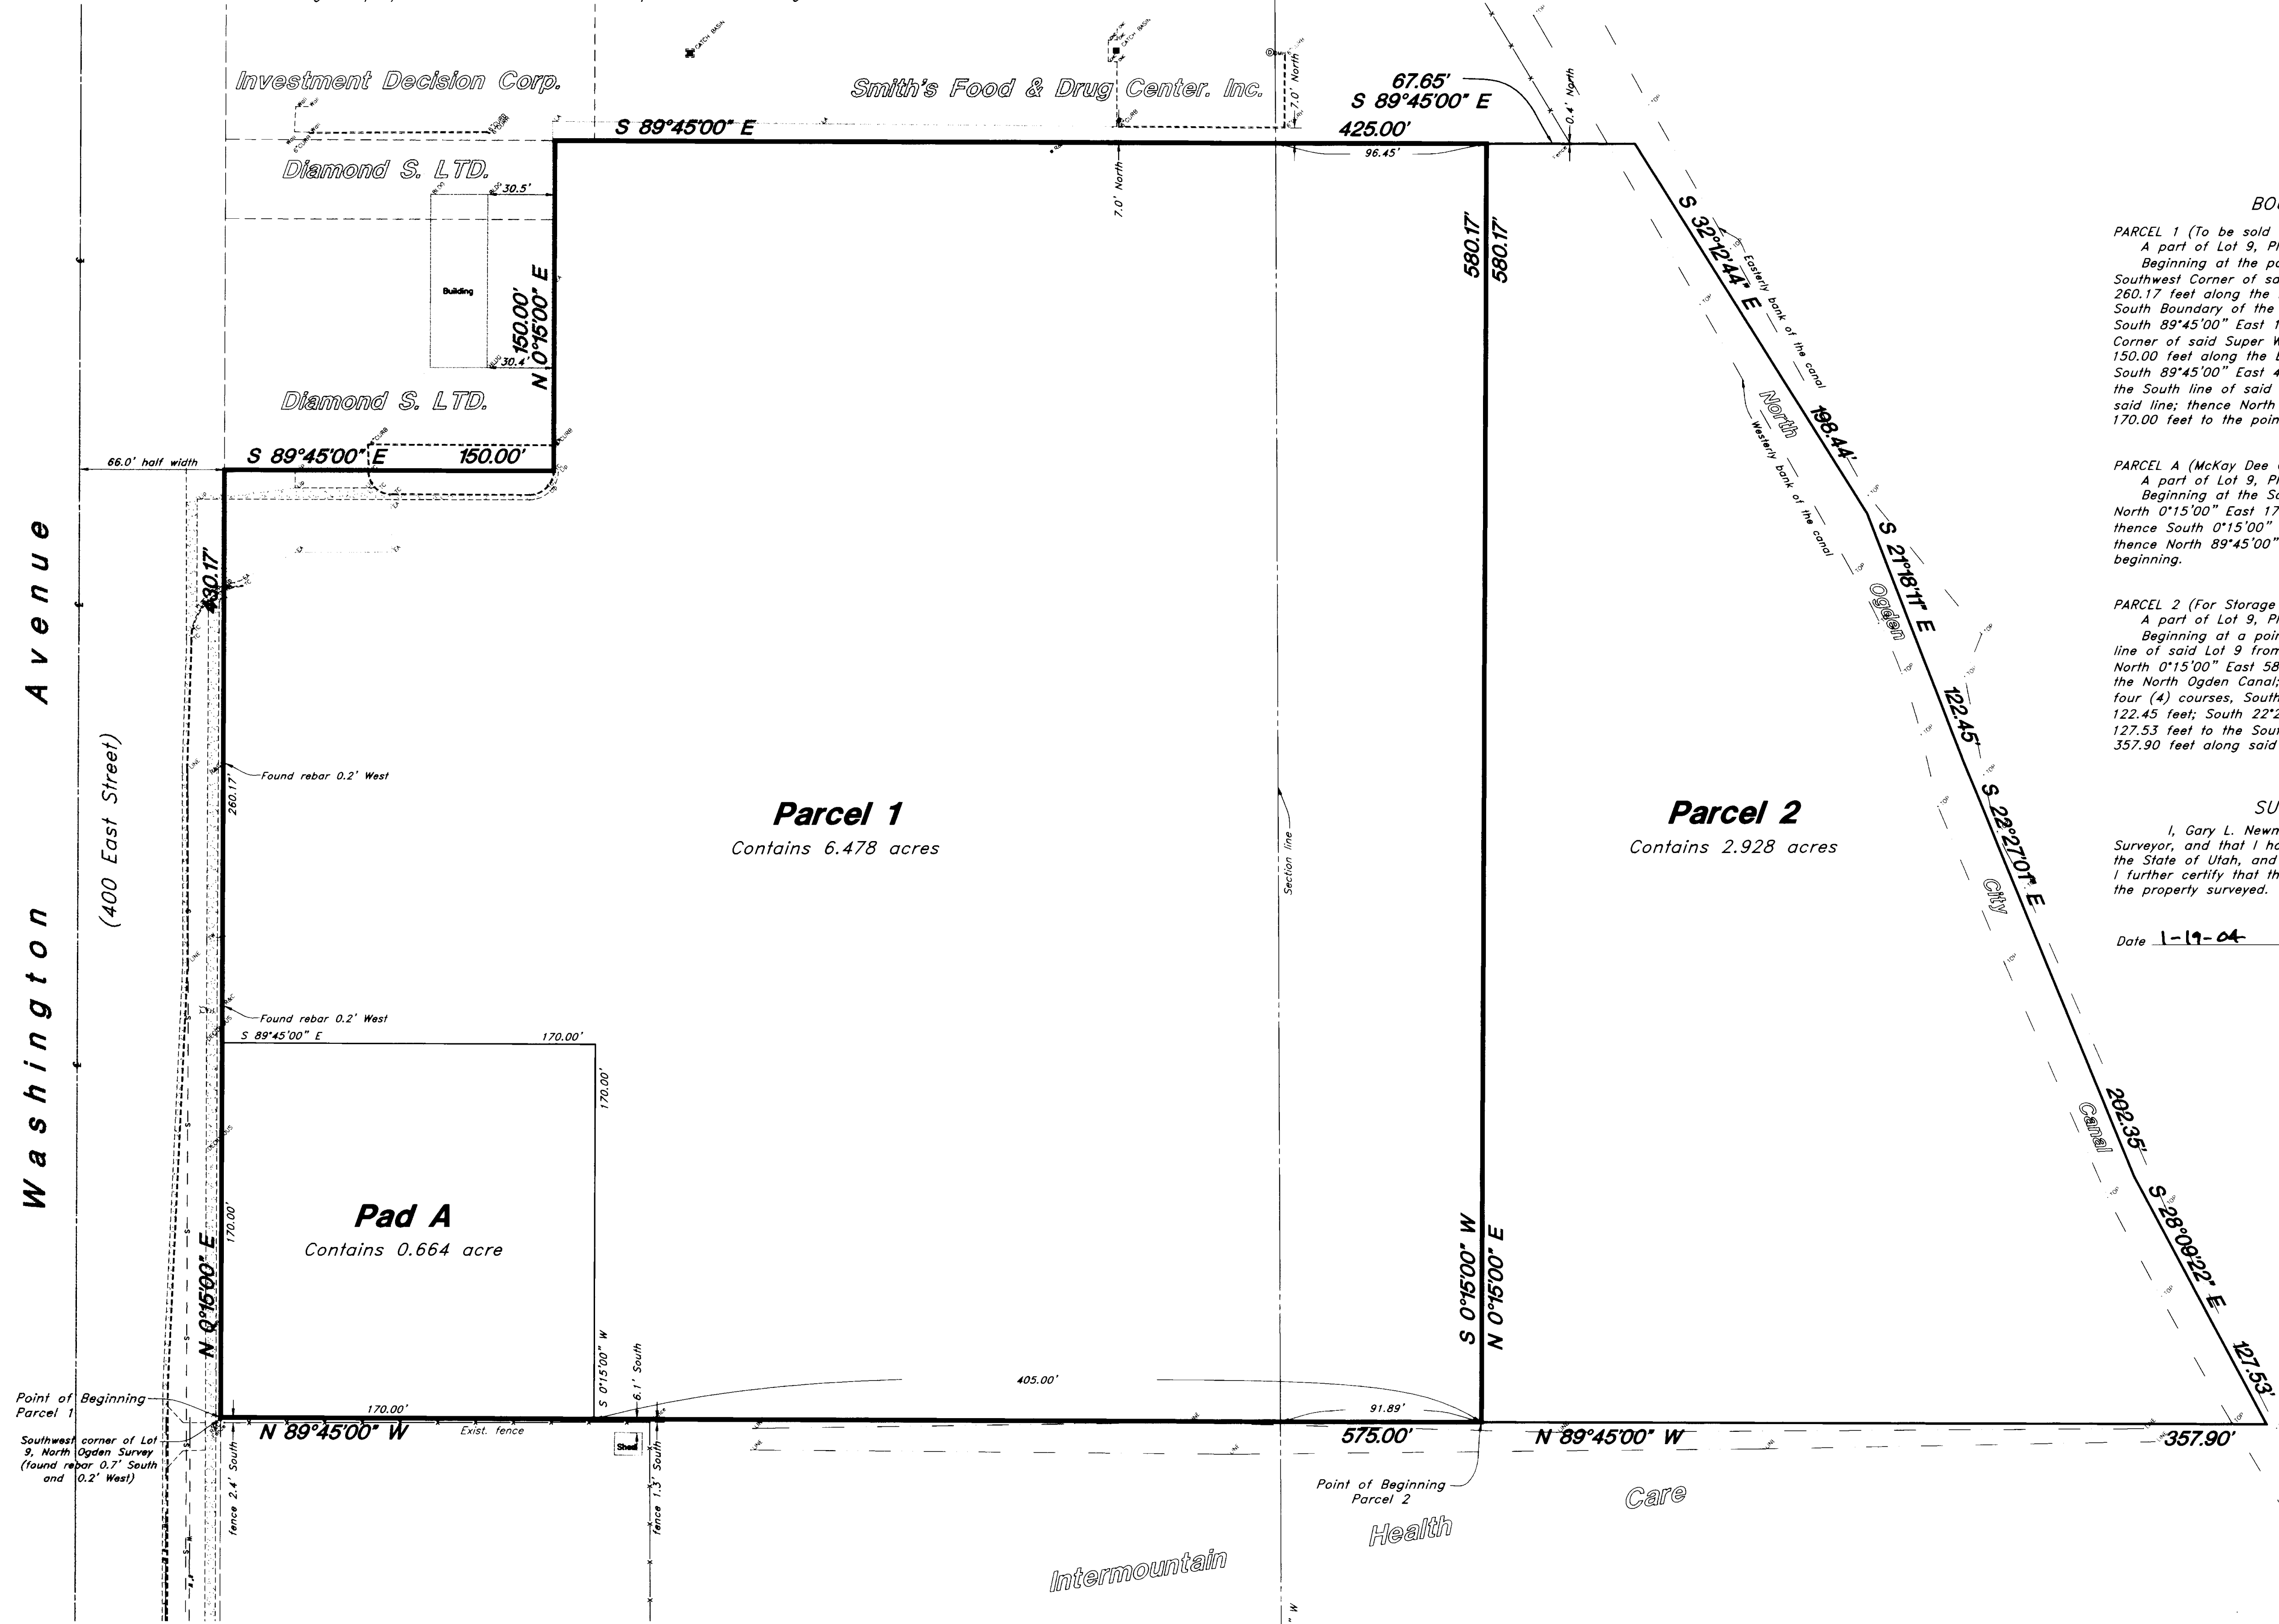 Investment Decision Corp.
Smith's Food & Drug Center. Inc.
CATCH BASIN
CATCH BASIN
7.0' North
67.65'
S 89°45'00" E
0.4' North
Fence
S 89°45'00" E
425.00'
96.45'
7.0' North
Diamond S. LTD.
30.5'
Building
30.4'
150.00'
N 0°15'00" E
Diamond S. LTD.
6"CURB
66.0' half width
S 89°45'00" E
150.00'
580.17'
580.17'
S 32°12'44" E
198.44'
Easterly bank of the canal
Westerly bank of the canal
North
Ogden
City
Canal
S 21°18'11" E
122.45'
S 22°27'01" E
202.35'
S 28°09'22" E
127.53'
Washington Avenue
(400 East Street)
430.17'
260.17'
Found rebar 0.2' West
Found rebar 0.2' West
Section line
Parcel 1
Contains 6.478 acres
Parcel 2
Contains 2.928 acres
S 89°45'00" E
170.00'
170.00'
170.00'
Pad A
Contains 0.664 acre
N 0°15'00" E
S 0°15'00" W
6.1' South
S 0°15'00" W
N 0°15'00" E
Point of Beginning
Parcel 1
Southwest corner of Lot
9, North Ogden Survey
(found rebar 0.7' South
and 0.2' West)
170.00'
N 89°45'00" W
Exist. fence
Shed
405.00'
91.89'
575.00'
N 89°45'00" W
357.90'
fence 2.4' South
fence 1.3' South
Point of Beginning
Parcel 2
Intermountain
Health
Care
BOU
PARCEL 1 (To be sold
A part of Lot 9, Pl
Beginning at the po
Southwest Corner of sa
260.17 feet along the
South Boundary of the
South 89°45'00" East 1
Corner of said Super W
150.00 feet along the E
South 89°45'00" East 4
the South line of said
said line; thence North
170.00 feet to the poin
PARCEL A (McKay Dee
A part of Lot 9, Pl
Beginning at the So
North 0°15'00" East 17
thence South 0°15'00"
thence North 89°45'00"
beginning.
PARCEL 2 (For Storage
A part of Lot 9, Pl
Beginning at a poin
line of said Lot 9 from
North 0°15'00" East 58
the North Ogden Canal;
four (4) courses, South
122.45 feet; South 22°2
127.53 feet to the Sout
357.90 feet along said
SU
I, Gary L. Newm
Surveyor, and that I ho
the State of Utah, and
I further certify that th
the property surveyed.
Date 1-19-04